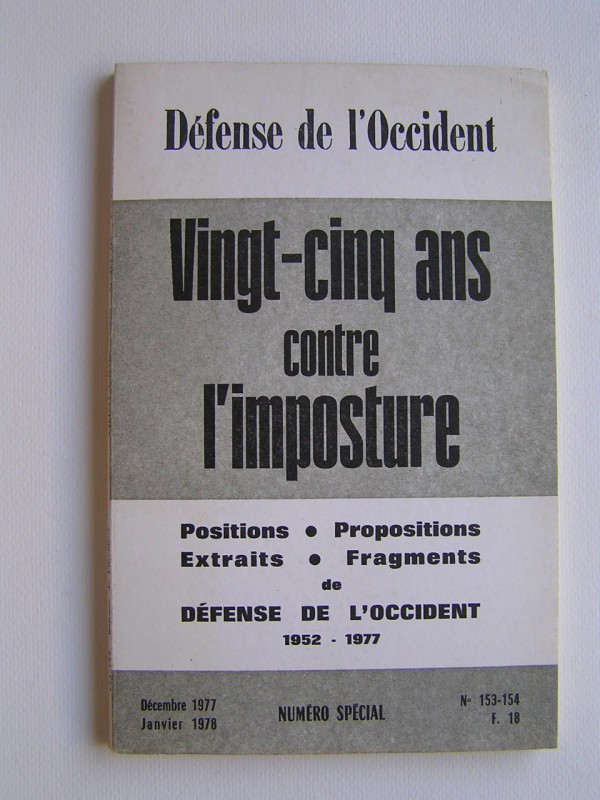 Défense de l'Occident
Vingt-cinq ans
contre
l'imposture
Positions • Propositions
Extraits • Fragments
de
DÉFENSE DE L'OCCIDENT
1952 - 1977
Décembre 1977
Janvier 1978
NUMÉRO SPÉCIAL
N° 153-154
F. 18